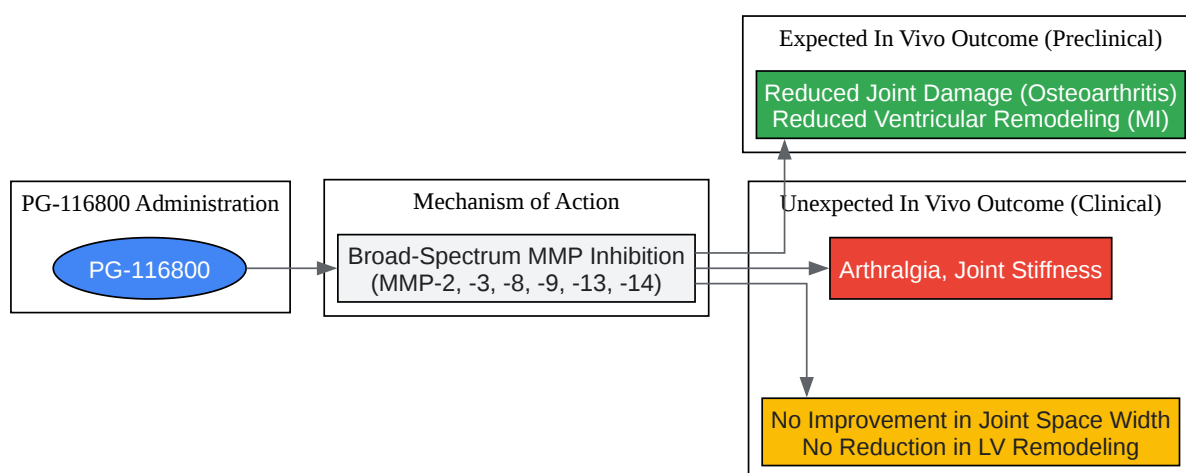 PG-116800 Administration
PG-116800
Mechanism of Action
Broad-Spectrum MMP Inhibition
(MMP-2, -3, -8, -9, -13, -14)
Expected In Vivo Outcome (Preclinical)
Reduced Joint Damage (Osteoarthritis)
Reduced Ventricular Remodeling (MI)
Unexpected In Vivo Outcome (Clinical)
Arthralgia, Joint Stiffness
No Improvement in Joint Space Width
No Reduction in LV Remodeling